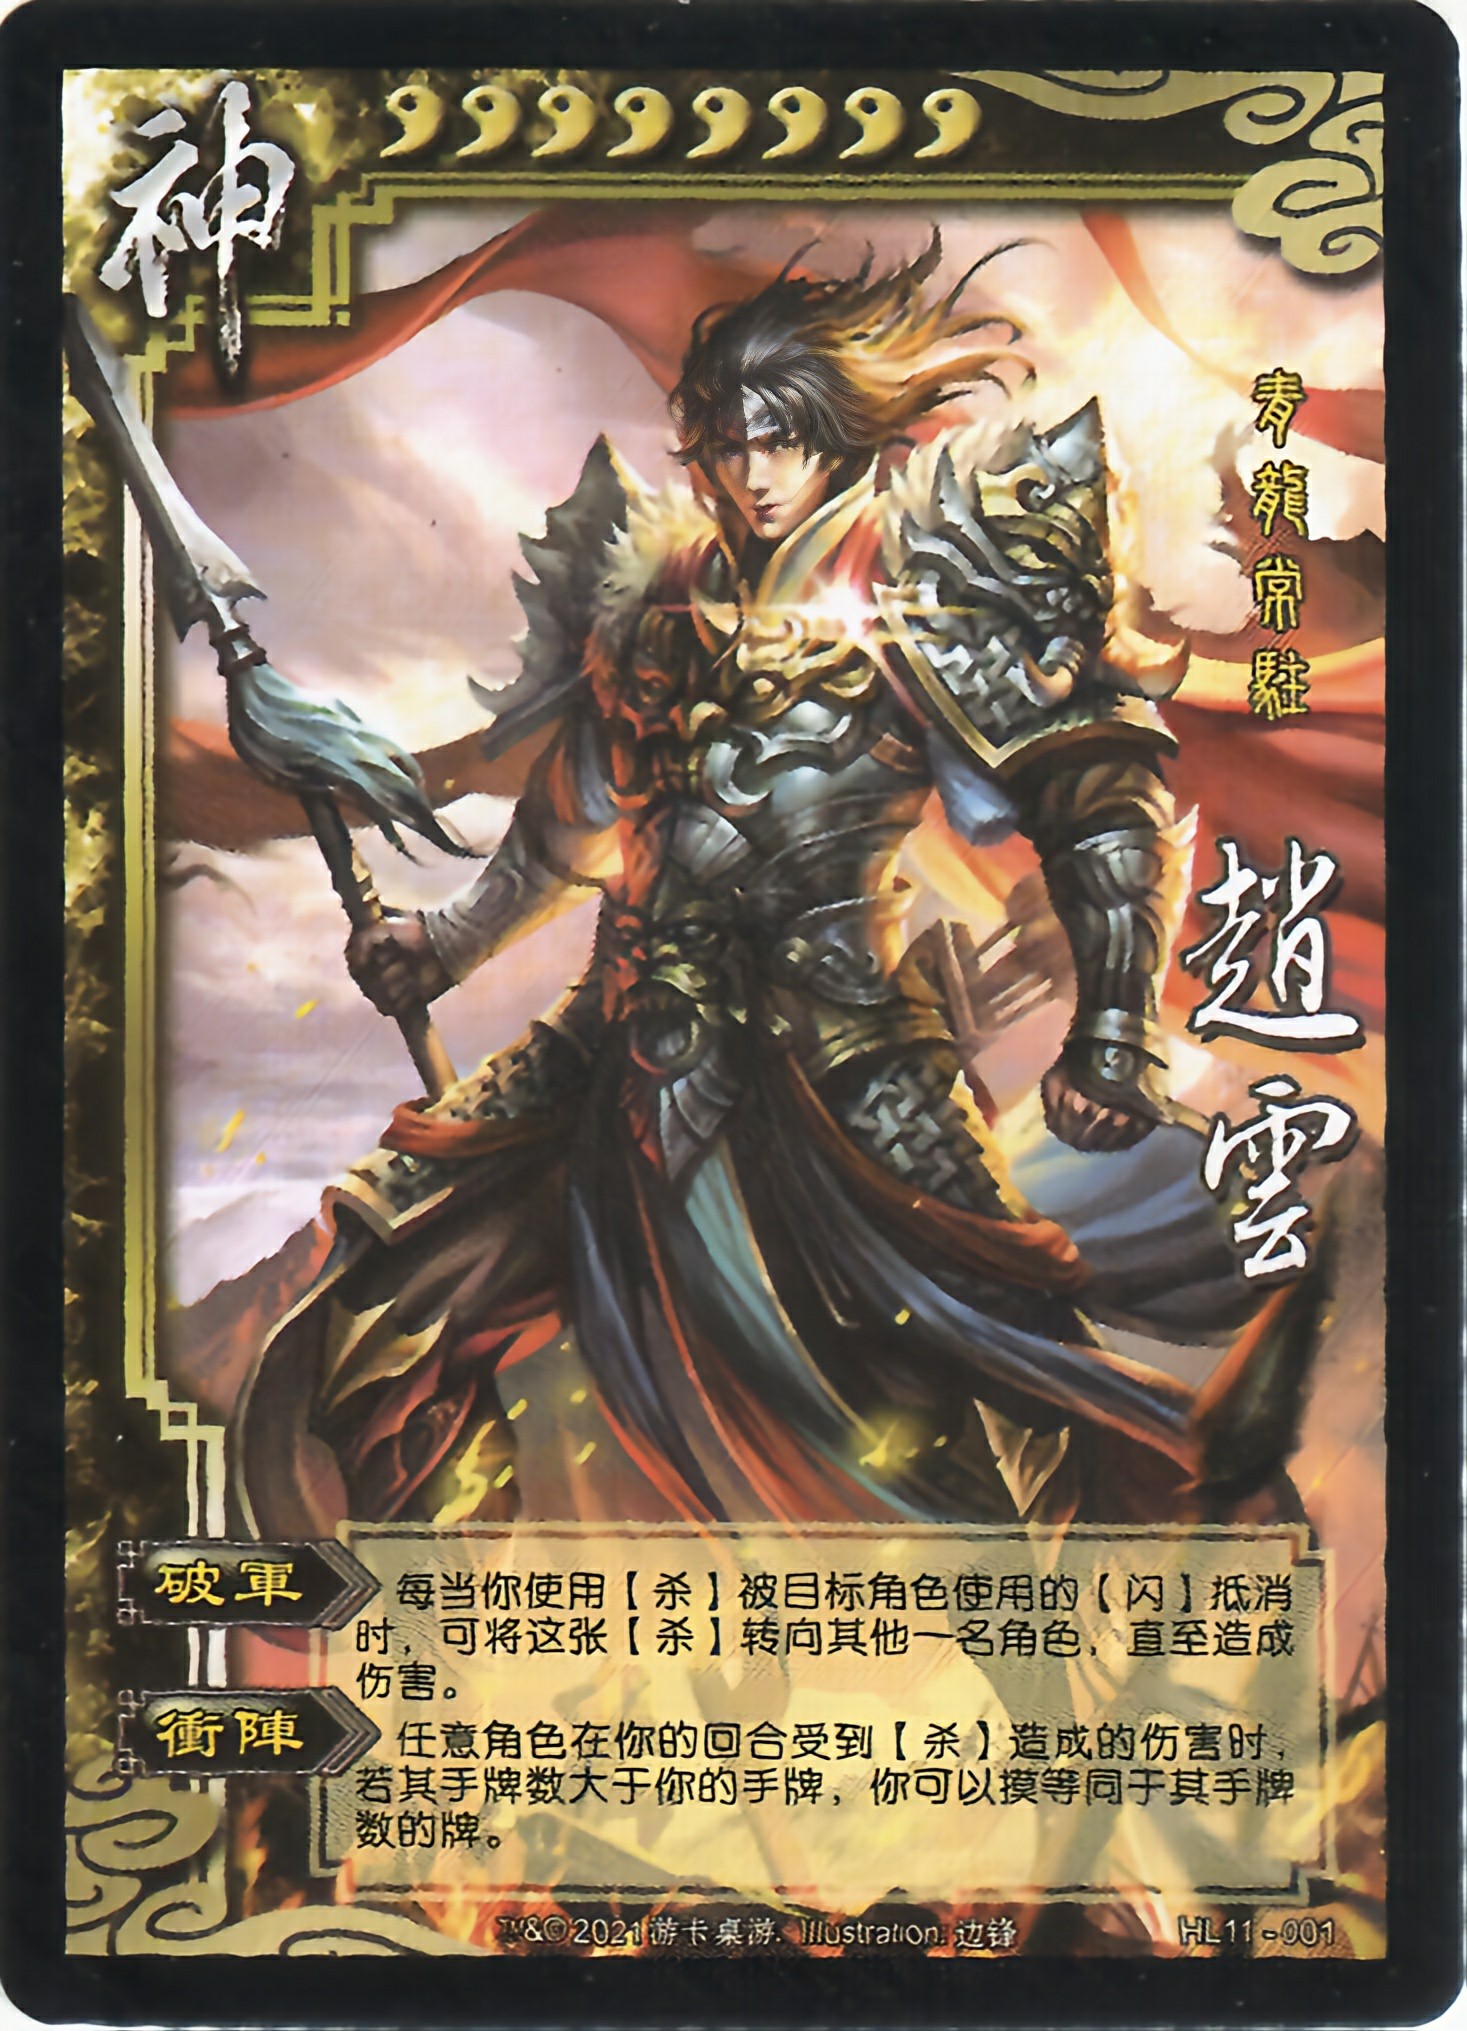 神
青龍常駐
趙雲
破軍
每当你使用【杀】被目标角色使用的【闪】抵消
时，可将这张【杀】转向其他一名角色，直至造成
伤害。
衝陣
任意角色在你的回合受到【杀】造成的伤害时，
若其手牌数大于你的手牌，你可以摸等同于其手牌
数的牌。
™&©2021游卡桌游. Illustration: 边锋
HL11-001